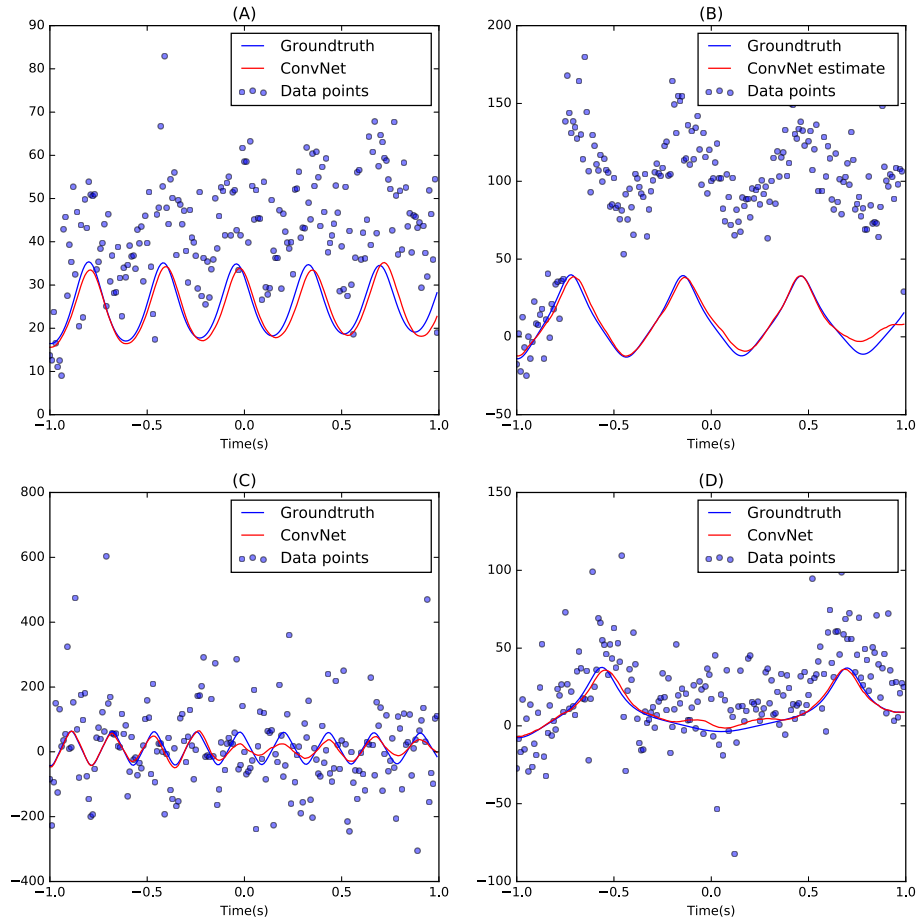 (A)
90
80
70
60
50
40
30
20
10
0
−1.0 −0.5 0.0 0.5 1.0
Time(s)
Groundtruth
ConvNet
Data points
(B)
200
150
100
50
0
−50
−1.0 −0.5 0.0 0.5 1.0
Time(s)
Groundtruth
ConvNet estimate
Data points
(C)
800
600
400
200
0
−200
−400
−1.0 −0.5 0.0 0.5 1.0
Time(s)
Groundtruth
ConvNet
Data points
(D)
150
100
50
0
−50
−100
−1.0 −0.5 0.0 0.5 1.0
Time(s)
Groundtruth
ConvNet
Data points